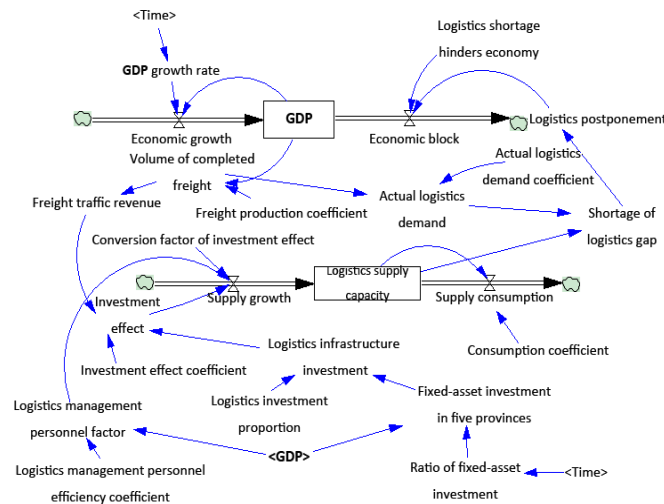 <Time>
Logistics shortage
hinders economy
GDP growth rate
GDP
Economic growth
Economic block
Logistics postponement
Volume of completed
freight
Actual logistics
demand coefficient
Freight traffic revenue
Freight production coefficient
Actual logistics
demand
Shortage of
logistics gap
Conversion factor of investment effect
Logistics supply
capacity
Supply growth
Supply consumption
Investment
effect
Logistics infrastructure
investment
Consumption coefficient
Investment effect coefficient
Logistics investment
proportion
Fixed-asset investment
in five provinces
Logistics management
personnel factor
<GDP>
Logistics management personnel
efficiency coefficient
Ratio of fixed-asset
investment
<Time>